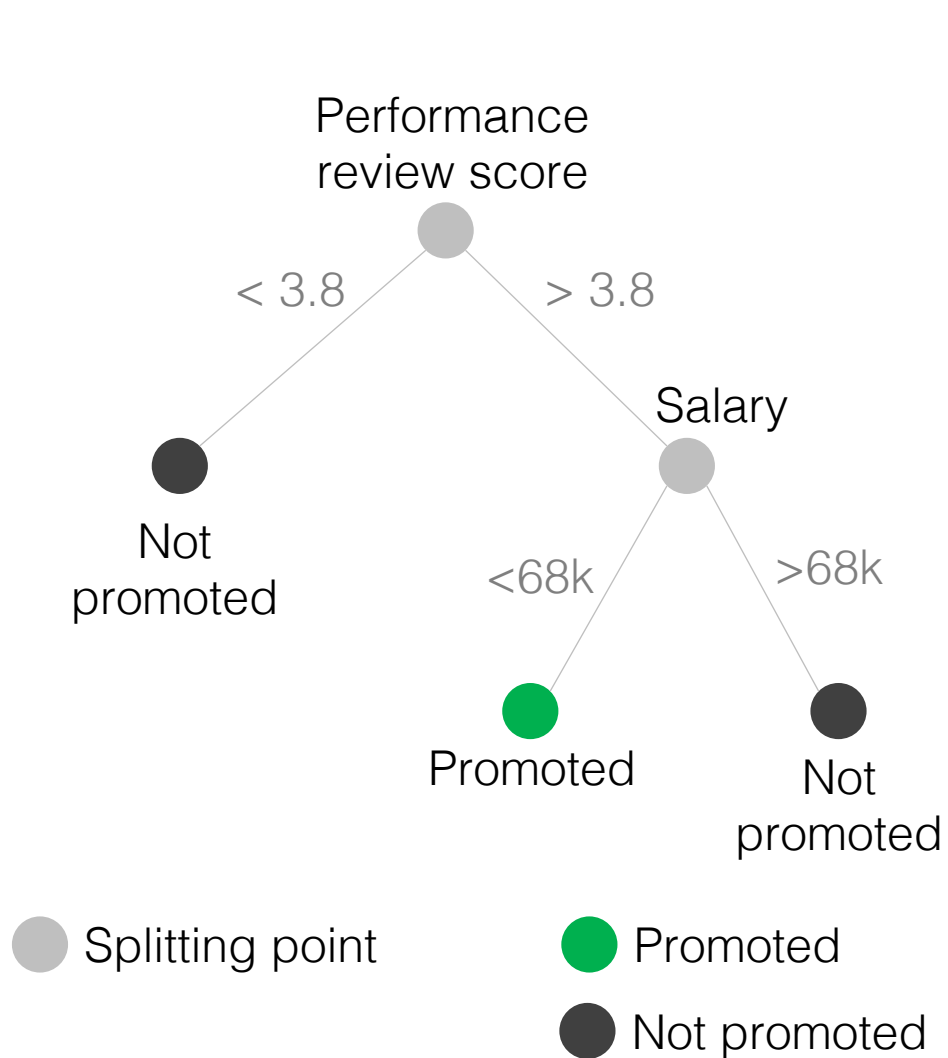 Performance
review score
< 3.8
> 3.8
Salary
Not
promoted
<68k
>68k
Promoted
Not
promoted
Splitting point
Promoted
Not promoted